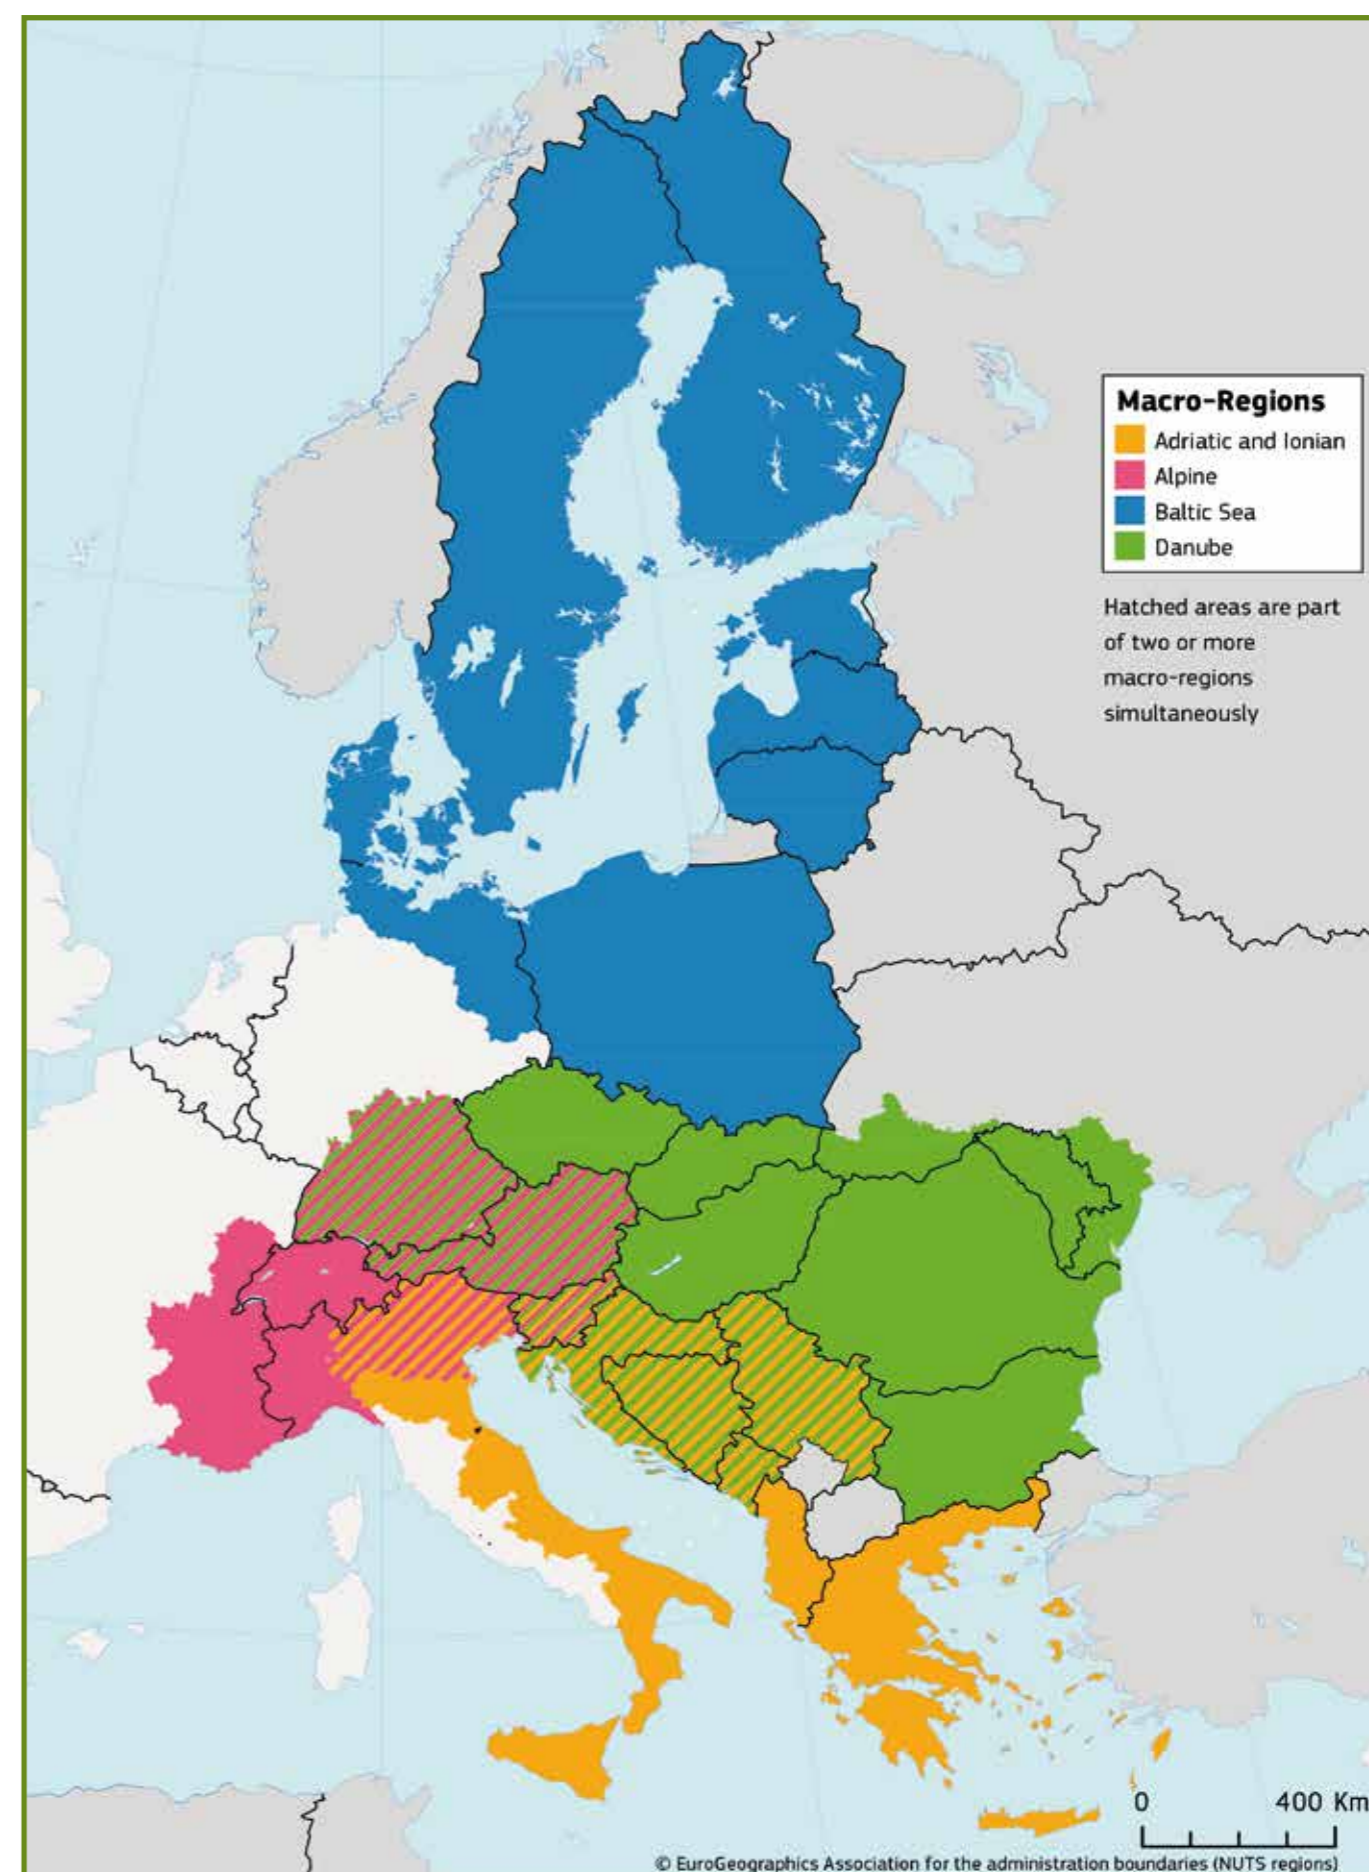 Macro-Regions
Adriatic and Ionian
Alpine
Baltic Sea
Danube
Hatched areas are part
of two or more
macro-regions
simultaneously
0 400 Km
© EuroGeographics Association for the administration boundaries (NUTS regions)